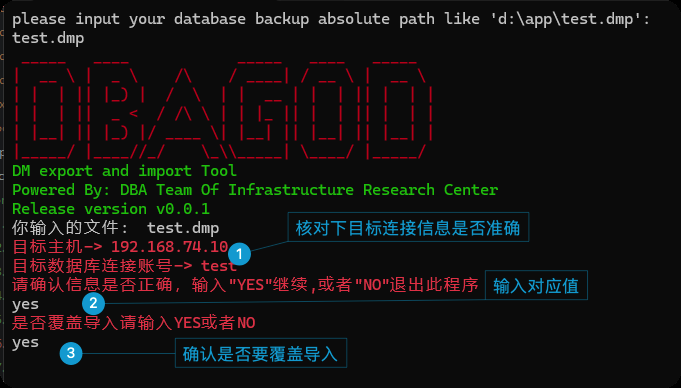 please input your database backup absolute path like 'd:\app\test.dmp':
test.dmp
DBAGOD
DM export and import Tool
Powered By: DBA Team Of Infrastructure Research Center
Release version v0.0.1
你输入的文件: test.dmp
核对下目标连接信息是否准确
目标主机-> 192.168.74.10
1
目标数据库连接账号-> test
请确认信息是否正确, 输入"YES"继续,或者"NO"退出此程序
输入对应值
yes
2
是否覆盖导入请输入YES或者NO
yes
3
确认是否要覆盖导入